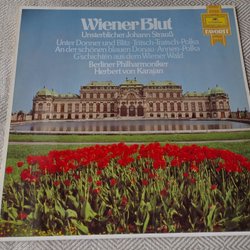 Wiener Blut
Unsterblicher Johann Strauß
Unter Donner und Blitz · Tritsch-Tratsch-Polka
An der schönen blauen Donau · Annen-Polka
G'schichten aus dem Wiener Wald
Berliner Philharmoniker
Herbert von Karajan
FAVORIT